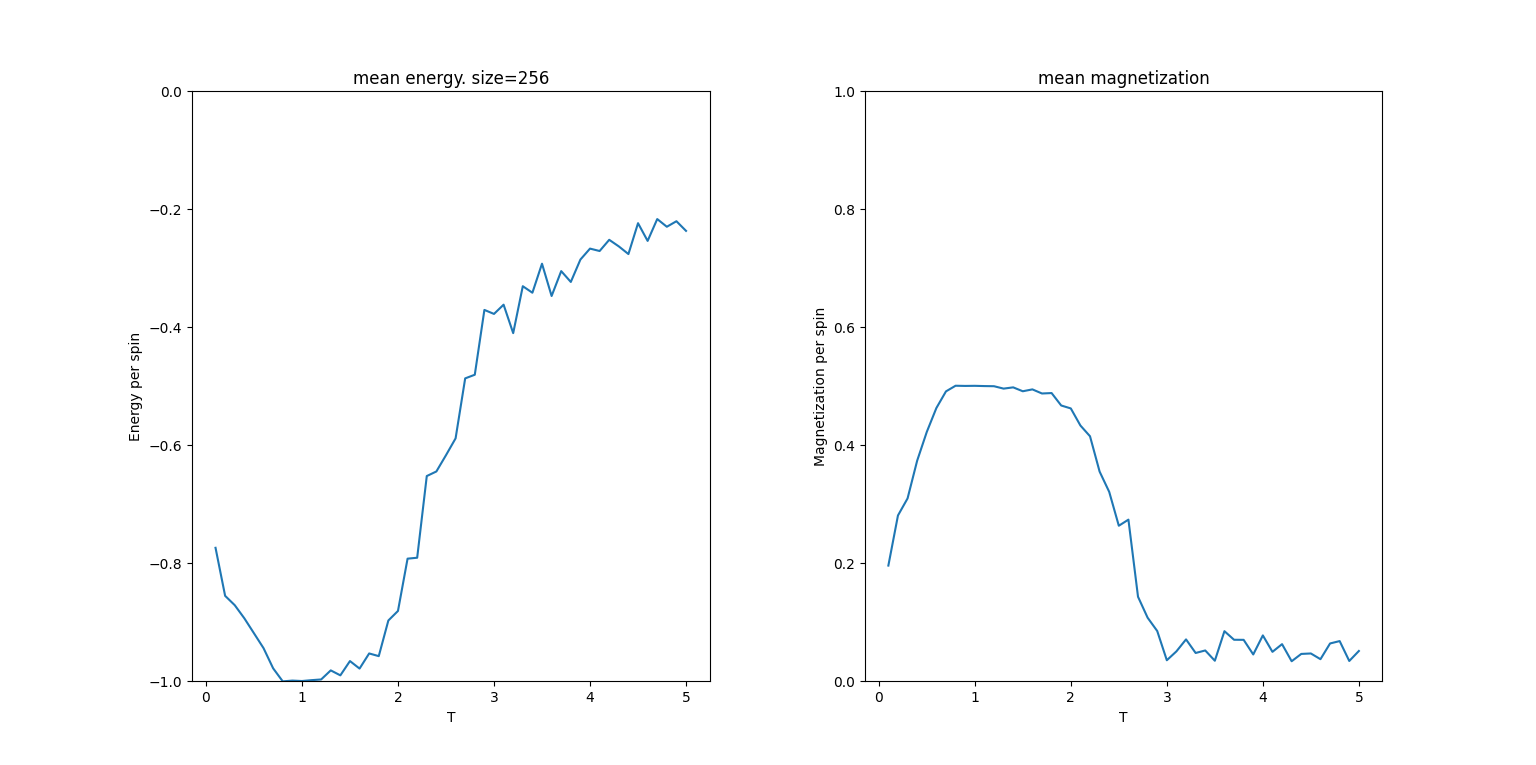 mean energy. size=256
0.0
−0.2
−0.4
−0.6
−0.8
−1.0
Energy per spin
0 1 2 3 4 5
T
mean magnetization
1.0
0.8
0.6
0.4
0.2
0.0
Magnetization per spin
0 1 2 3 4 5
T